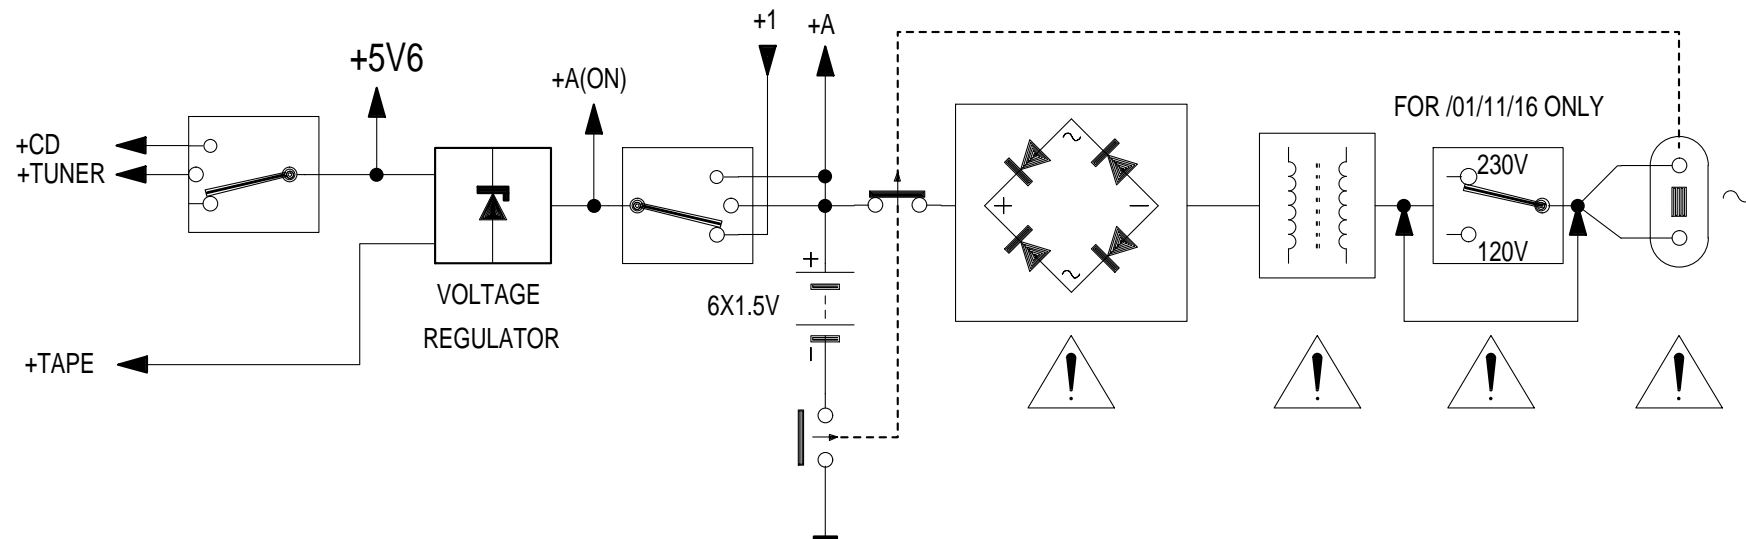 +1
+A
+5V6
+A(ON)
FOR /01/11/16 ONLY
+CD
+TUNER
230V
120V
VOLTAGE
REGULATOR
6X1.5V
+TAPE